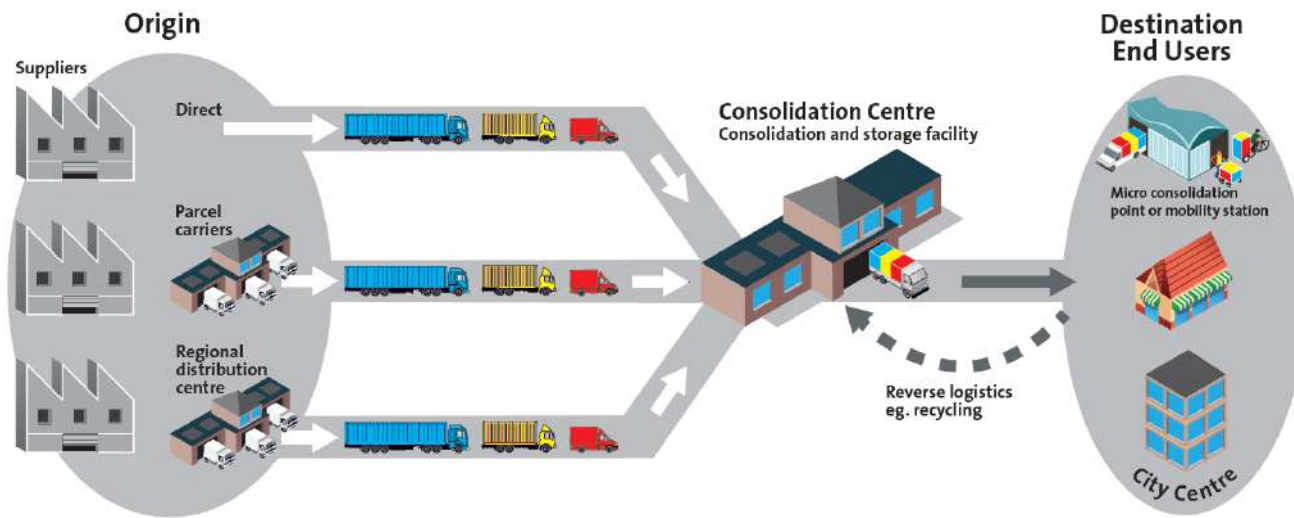 Origin
Suppliers
Direct
Parcel
carriers
Regional
distribution
centre
Consolidation Centre
Consolidation and storage facility
Reverse logistics
eg. recycling
Destination
End Users
Micro consolidation
point or mobility station
City Centre